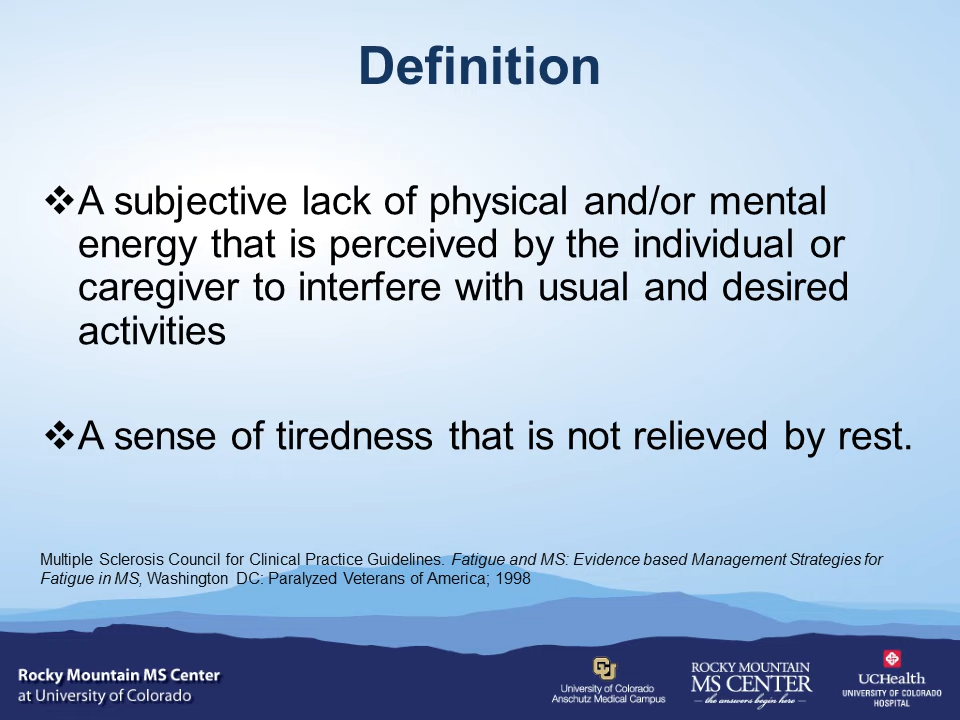 Definition
❖A subjective lack of physical and/or mental
energy that is perceived by the individual or
caregiver to interfere with usual and desired
activities
❖A sense of tiredness that is not relieved by rest.
Multiple Sclerosis Council for Clinical Practice Guidelines. Fatigue and MS: Evidence based Management Strategies for
Fatigue in MS, Washington DC: Paralyzed Veterans of America; 1998
Rocky Mountain MS Center
at University of Colorado
CU
University of Colorado
Anschutz Medical Campus
ROCKY MOUNTAIN
MS CENTER
the answers begin here
UCHealth
UNIVERSITY OF COLORADO
HOSPITAL